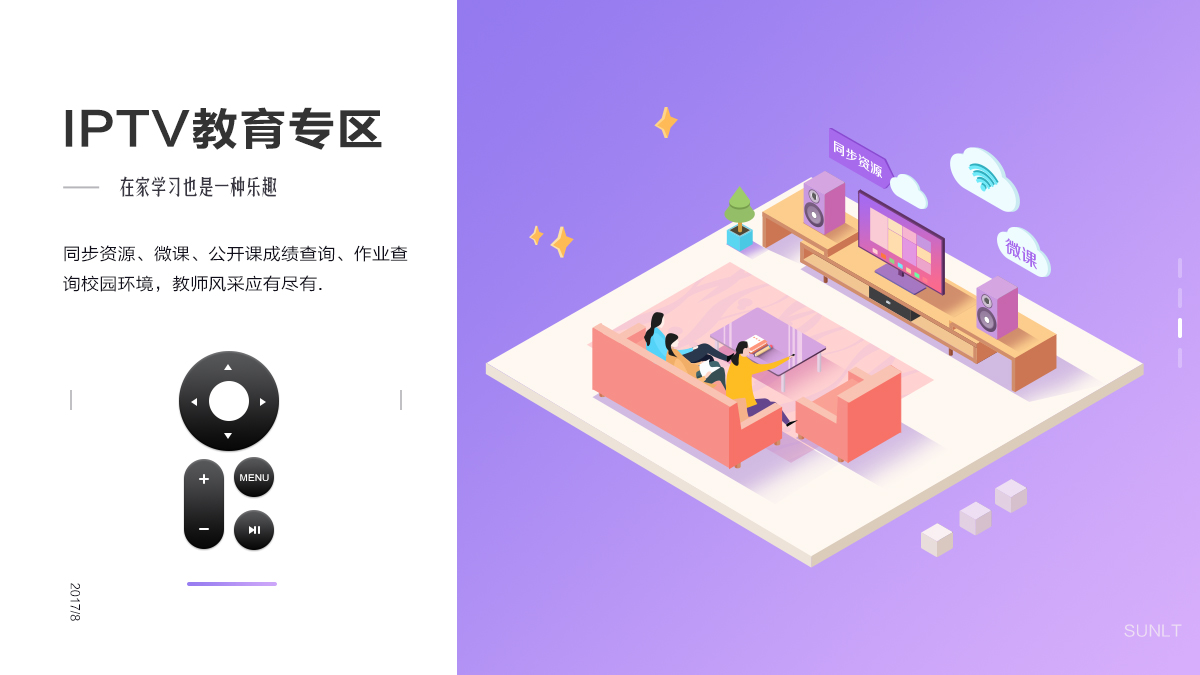 IPTV教育专区
在家学习也是一种乐趣
同步资源、微课、公开课成绩查询、作业查
询校园环境，教师风采应有尽有.
MENU
2017/8
同步资源
微课
SUNLT